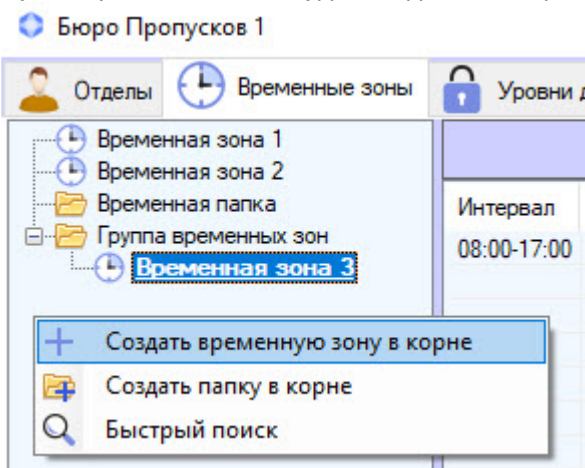 Бюро Пропусков 1
Отделы Временные зоны Уровни
Временная зона 1
Временная зона 2
Временная папка
Группа временных зон
Временная зона 3
Интервал
08:00-17:00
Создать временную зону в корне
Создать папку в корне
Быстрый поиск